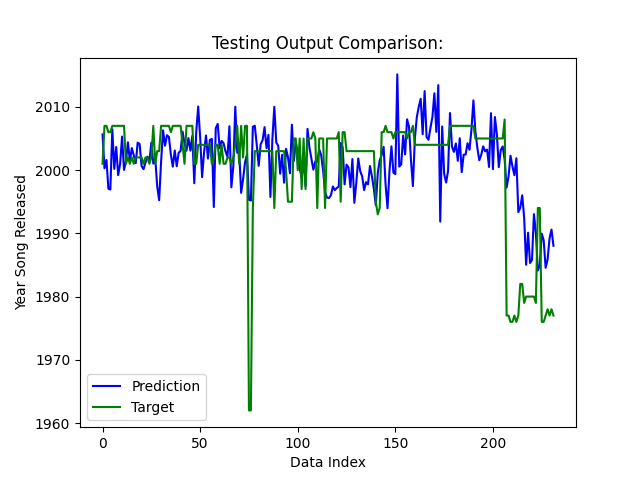 Testing Output Comparison:
Year Song Released
2010
2000
1990
1980
1970
1960
Prediction
Target
0 50 100 150 200
Data Index